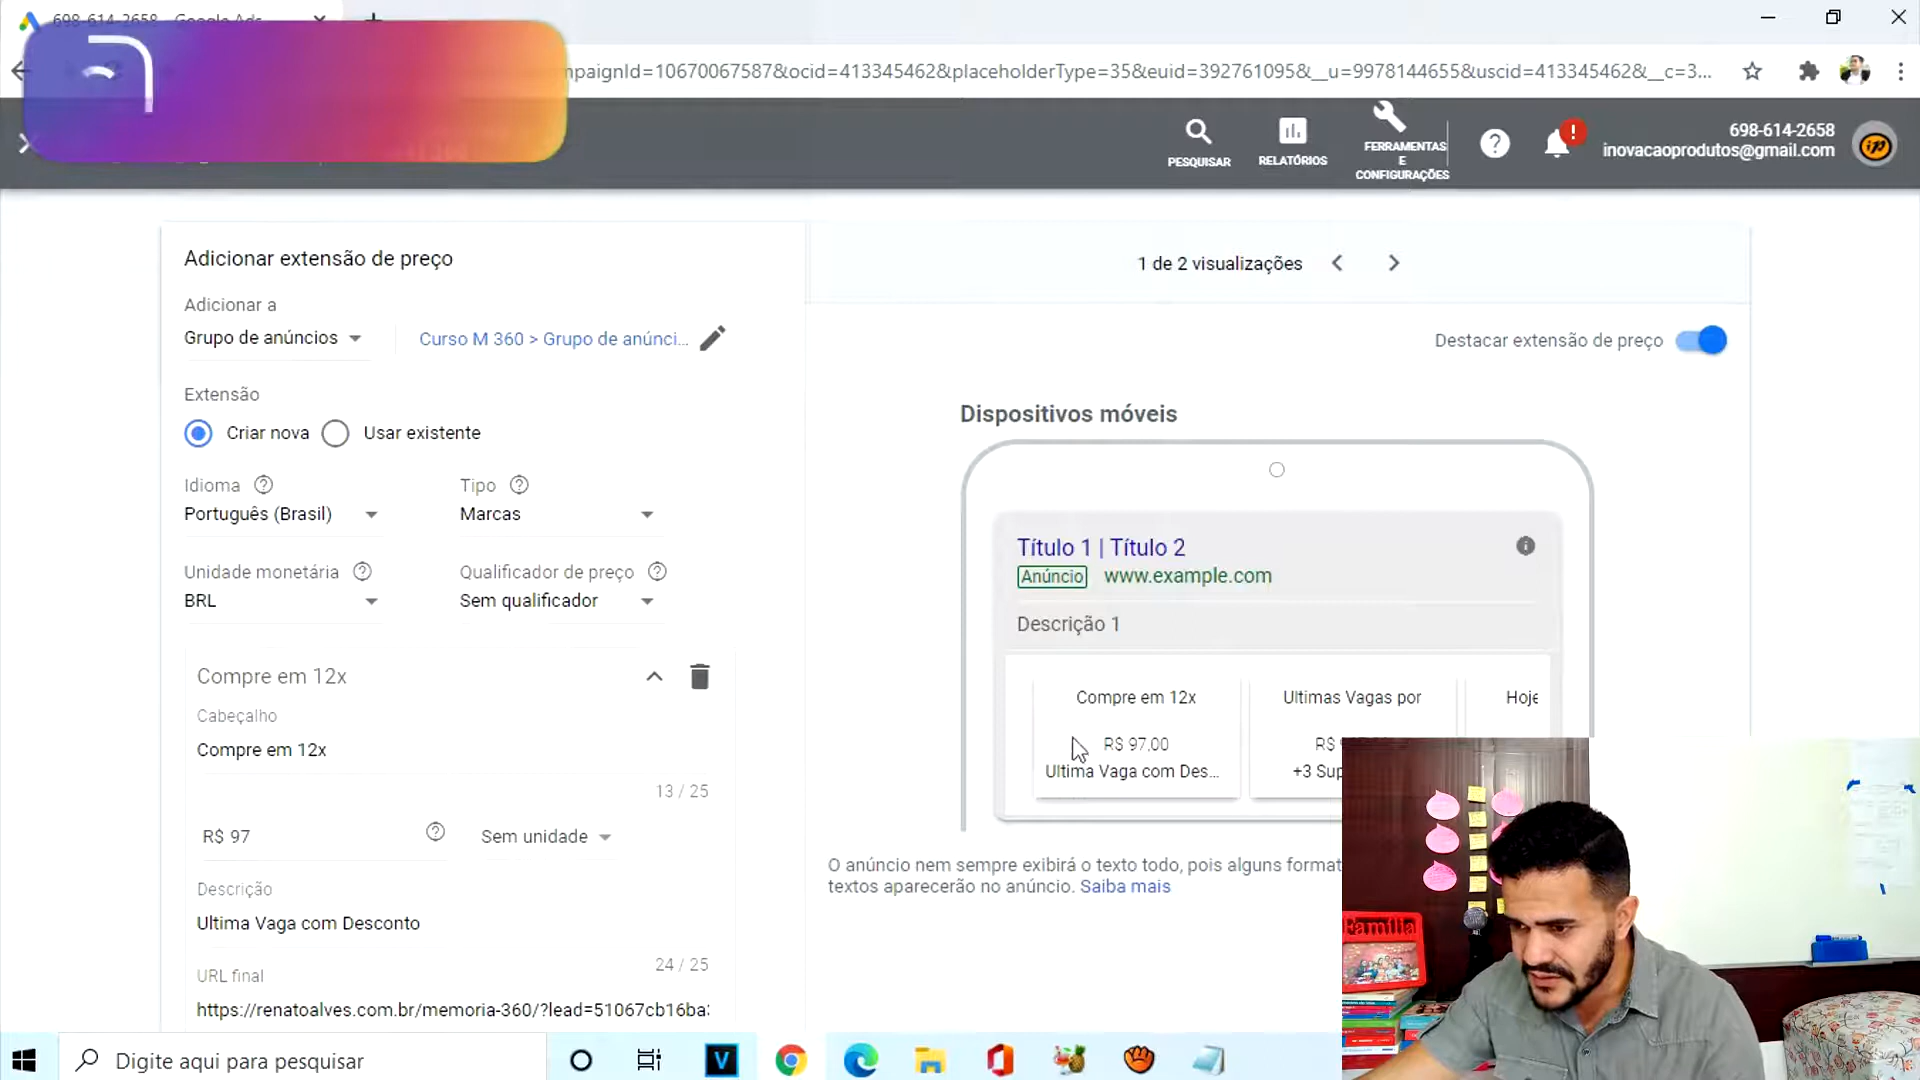 698-614-2658 - Google Ads
mpaignId=10670067587&ocid=413345462&placeholderType=35&euid=392761095&__u=9978144655&uscid=413345462&__c=3...
PESQUISAR
RELATÓRIOS
FERRAMENTAS
E
CONFIGURAÇÕES
698-614-2658
inovacaoprodutos@gmail.com
Adicionar extensão de preço
Adicionar a
Grupo de anúncios
Curso M 360 > Grupo de anúnci...
Extensão
Criar nova
Usar existente
Idioma
Tipo
Português (Brasil)
Marcas
Unidade monetária
Qualificador de preço
BRL
Sem qualificador
Compre em 12x
Cabeçalho
Compre em 12x
13 / 25
R$ 97
Sem unidade
Descrição
Ultima Vaga com Desconto
24 / 25
URL final
https://renatoalves.com.br/memoria-360/?lead=51067cb16ba
1 de 2 visualizações
Destacar extensão de preço
Dispositivos móveis
Título 1 | Título 2
Anúncio www.example.com
Descrição 1
Compre em 12x
R$ 97,00
Ultima Vaga com Des...
Ultimas Vagas por
R$
+3 Sup
Hoje
O anúncio nem sempre exibirá o texto todo, pois alguns format
textos aparecerão no anúncio. Saiba mais
Família
Digite aqui para pesquisar